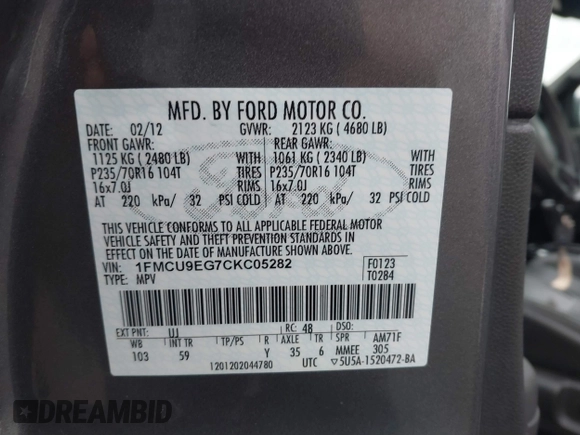 MFD. BY FORD MOTOR CO.
DATE: 02/12 GVWR: 2123 KG ( 4680 LB)
FRONT GAWR: REAR GAWR:
1125 KG ( 2480 LB) 1061 KG ( 2340 LB) WITH
P235/70R16 104T TIRES P235/70R16 104T TIRES
16x7.0J RIMS 16x7.0J RIMS
AT 220 kPa/ 32 PSI COLD AT 220 kPa/ 32 PSI COLD
THIS VEHICLE CONFORMS TO ALL APPLICABLE FEDERAL MOTOR
VEHICLE SAFETY AND THEFT PREVENTION STANDARDS IN
EFFECT ON THE DATE OF MANUFACTURE SHOWN ABOVE.
VIN: 1FMCU9EG7CKC05282 F0123
TYPE: MPV T0284
EXT PNT: UJ RC: 48 DSO:
WB INT TR TP/PS R AXLE TR SPR AM71F
103 59 Y 35 6 MMEE 305
1201202044780 UTC 5U5A-1520472-BA
Ford
DREAMBID